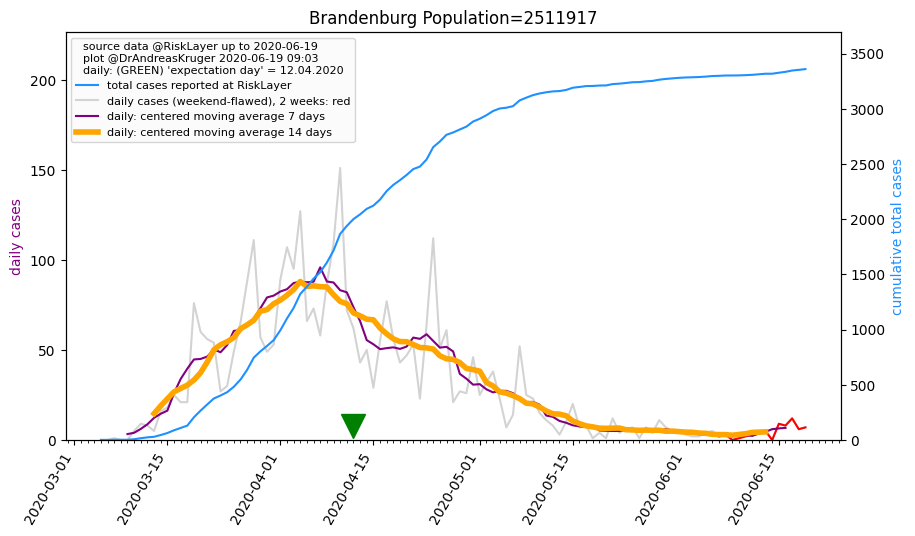 Brandenburg Population=2511917
source data @RiskLayer up to 2020-06-19
plot @DrAndreasKruger 2020-06-19 09:03
daily: (GREEN) 'expectation day' = 12.04.2020
total cases reported at RiskLayer
daily cases (weekend-flawed), 2 weeks: red
daily: centered moving average 7 days
daily: centered moving average 14 days
daily cases
200
150
100
50
0
cumulative total cases
3500
3000
2500
2000
1500
1000
500
0
2020-03-01
2020-03-15
2020-04-01
2020-04-15
2020-05-01
2020-05-15
2020-06-01
2020-06-15